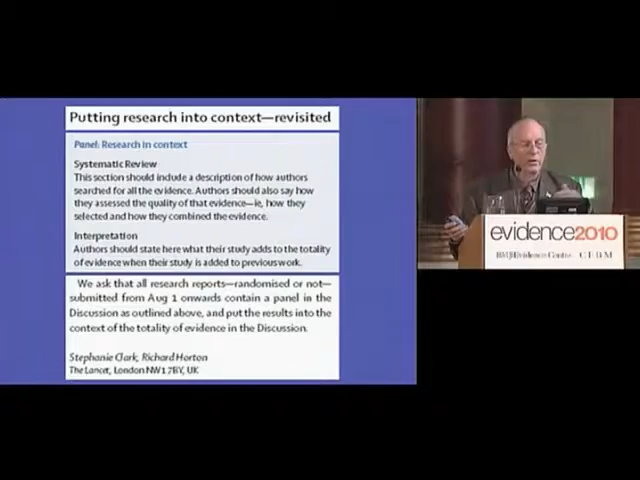 Putting research into context—revisited
Panel: Research in context
Systematic Review
This section should include a description of how authors
searched for all the evidence. Authors should also say how
they assessed the quality of that evidence—ie, how they
selected and how they combined the evidence.
Interpretation
Authors should state here what their study adds to the totality
of evidence when their study is added to previous work.
We ask that all research reports—randomised or not—
submitted from Aug 1 onwards contain a panel in the
Discussion as outlined above, and put the results into the
context of the totality of evidence in the Discussion.
Stephanie Clark, Richard Horton
The Lancet, London NW1 7BY, UK
evidence2010
BMJ Evidence Centre CEBM